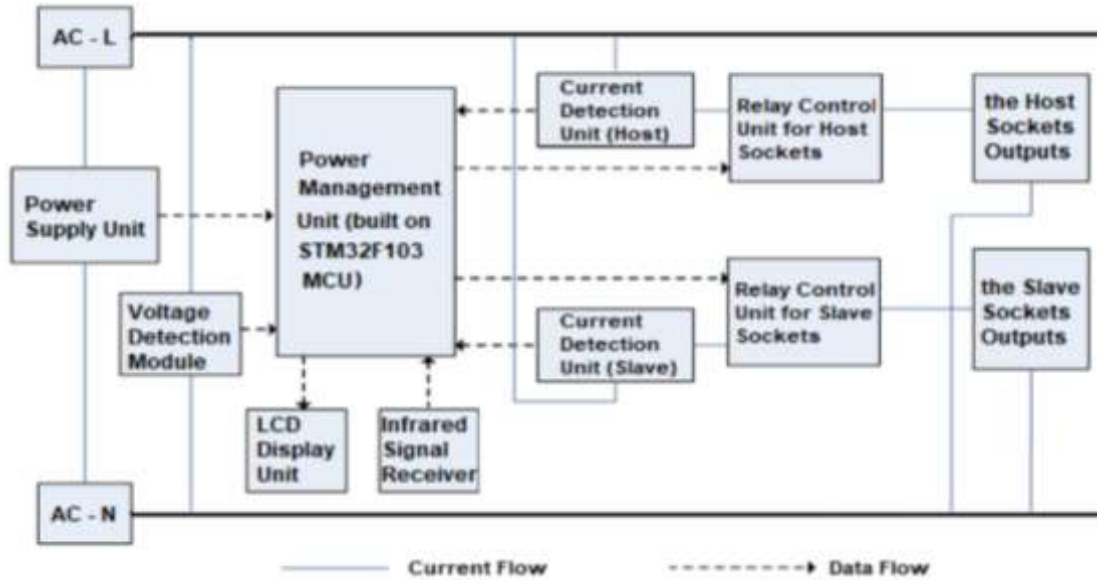 AC - L
Current
Detection
Unit (Host)
Relay Control
Unit for Host
Sockets
the Host
Sockets
Outputs
Power
Management
Unit (built on
STM32F103
MCU)
Power
Supply Unit
Voltage
Detection
Module
Current
Detection
Unit (Slave)
Relay Control
Unit for Slave
Sockets
the Slave
Sockets
Outputs
LCD
Display
Unit
Infrared
Signal
Receiver
AC - N
Current Flow
Data Flow